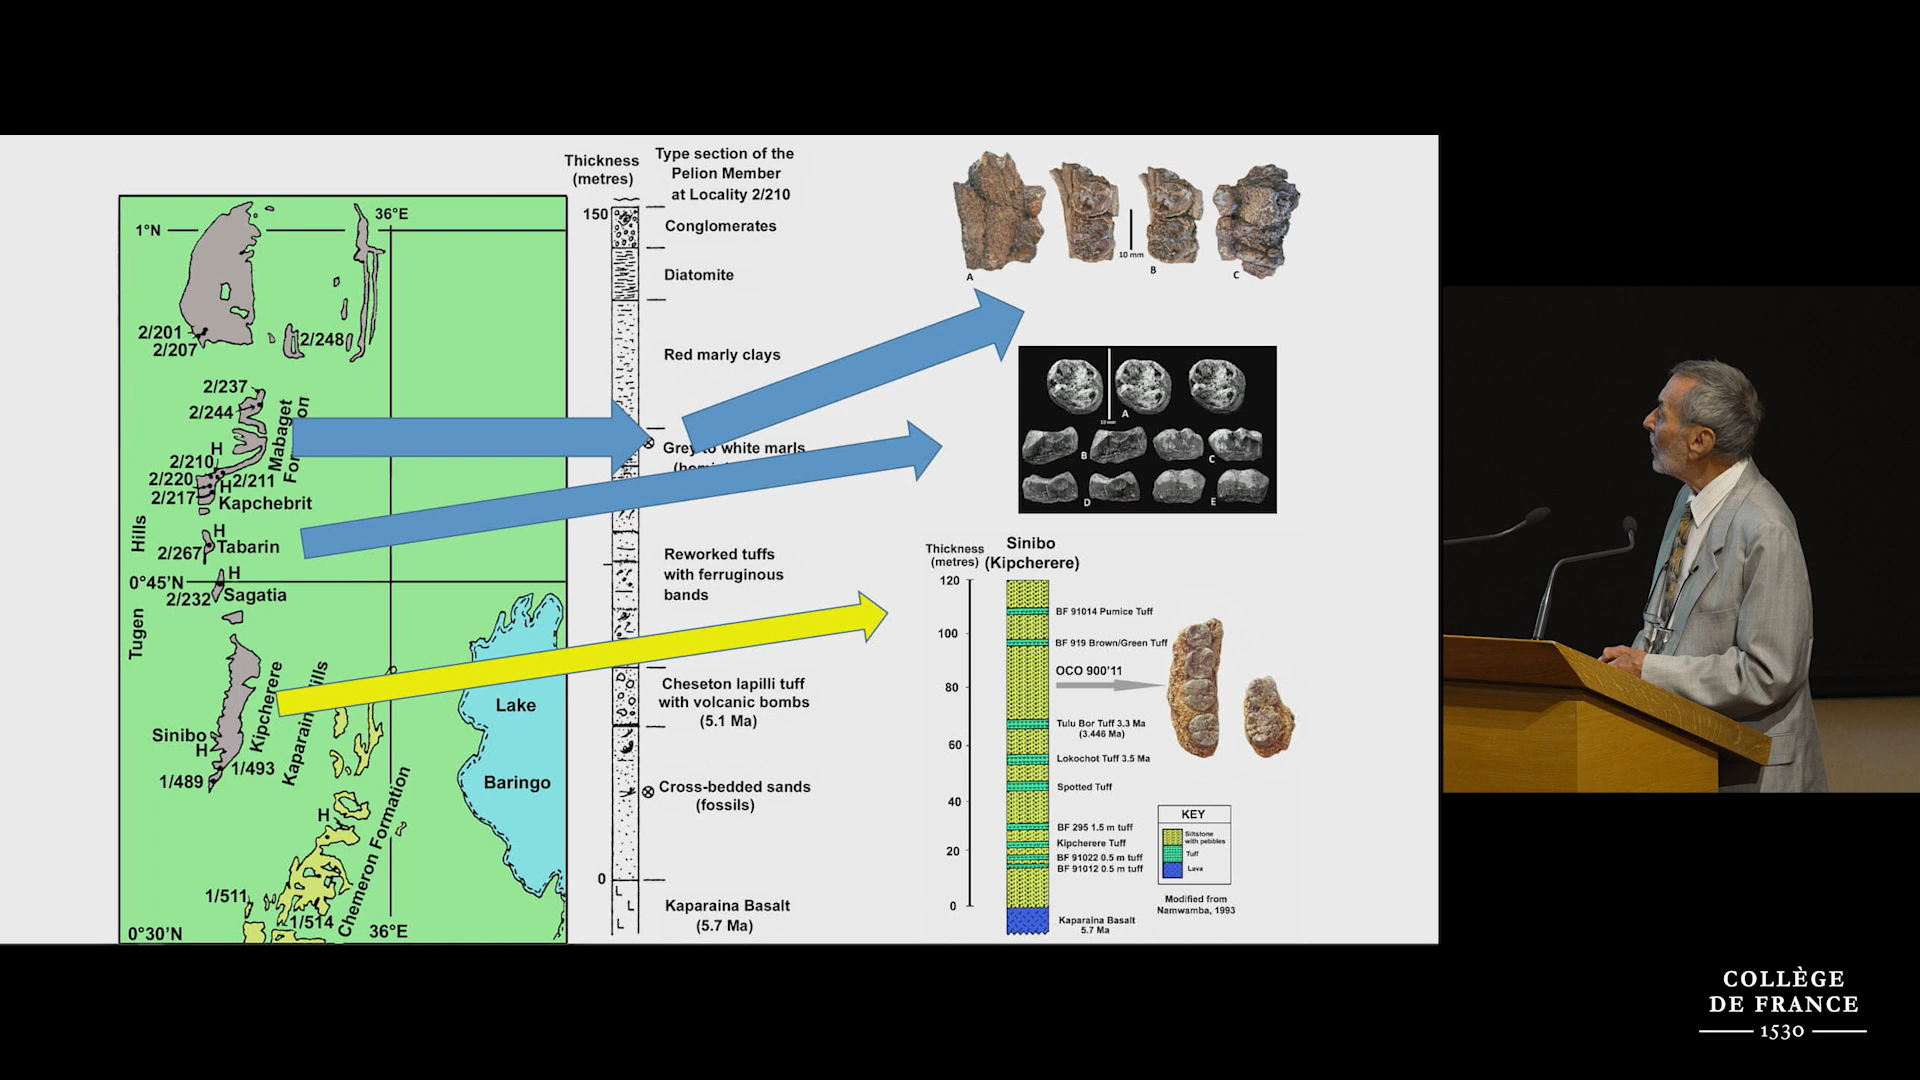 1°N
36°E
2/201
2/207
2/248
2/237
2/244
Mabaget
H
2/210
2/220
H
2/211
2/217
Kapchebrit
Hills
H
2/267
Tabarin
0°45’N
H
2/232
Sagatia
Tugen
Kipcherere
Kaparain
Sinibo
H
1/493
1/489
Lake
Baringo
H
Chemeron Formation
1/511
1/514
0°30’N
36°E
Thickness
(metres)
Type section of the
Pelion Member
at Locality 2/210
150
Conglomerates
Diatomite
Red marly clays
Grey to white marls
Reworked tuffs
with ferruginous
bands
Cheseton lapilli tuff
with volcanic bombs
(5.1 Ma)
Cross-bedded sands
(fossils)
0
L
L
L
Kaparaina Basalt
(5.7 Ma)
10 mm
A
B
C
A
10 mm
B
C
D
E
Thickness
(metres)
Sinibo
(Kipcherere)
120
100
80
60
40
20
0
BF 91014 Pumice Tuff
BF 919 Brown/Green Tuff
OCO 900’11
Tulu Bor Tuff 3.3 Ma
(3.446 Ma)
Lokochot Tuff 3.5 Ma
Spotted Tuff
BF 295 1.5 m tuff
Kipcherere Tuff
BF 91022 0.5 m tuff
BF 91012 0.5 m tuff
Kaparaina Basalt
5.7 Ma
KEY
Siltstone
with pebbles
Tuff
Lava
Modified from
Namwamba, 1993
COLLÈGE
DE FRANCE
1530